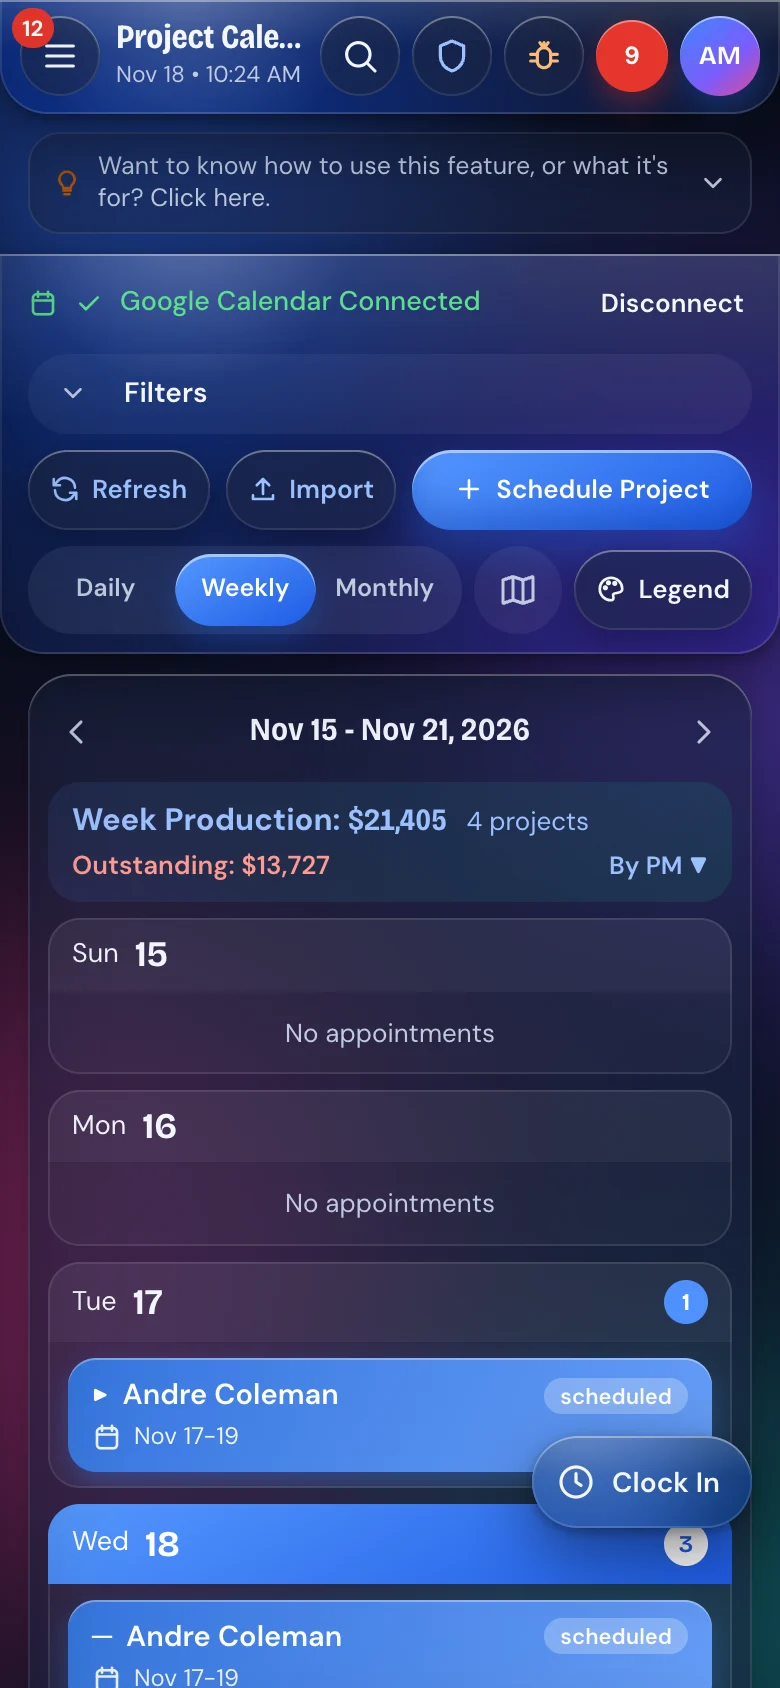 12
Project Cale...
Nov 18 • 10:24 AM
9
AM
Want to know how to use this feature, or what it's
for? Click here.
Google Calendar Connected
Disconnect
Filters
Refresh
Import
Schedule Project
Daily
Weekly
Monthly
Legend
Nov 15 - Nov 21, 2026
Week Production: $21,405 4 projects
Outstanding: $13,727
By PM ▼
Sun 15
No appointments
Mon 16
No appointments
Tue 17
1
Andre Coleman
scheduled
Nov 17-19
Clock In
Wed 18
3
Andre Coleman
scheduled
Nov 17-19